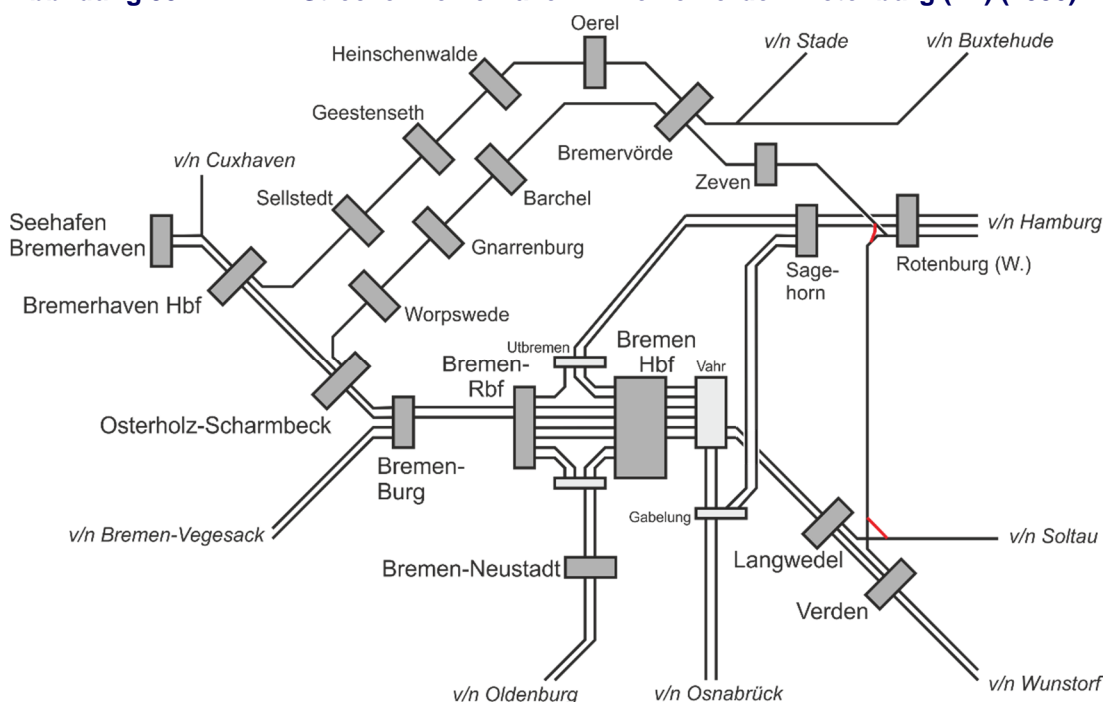 Oerel
v/n Stade
v/n Buxtehude
Heinschenwalde
Geestenseth
Bremervörde
v/n Cuxhaven
Zeven
Sellstedt
Barchel
Seehafen
Bremerhaven
v/n Hamburg
Gnarrenburg
Sage-
horn
Rotenburg (W.)
Bremerhaven Hbf
Worpswede
Utbremen
Bremen
Hbf
Bremen-
Rbf
Vahr
Osterholz-Scharmbeck
Bremen-
Burg
Gabelung
v/n Bremen-Vegesack
v/n Soltau
Langwedel
Bremen-Neustadt
Verden
v/n Oldenburg
v/n Osnabrück
v/n Wunstorf